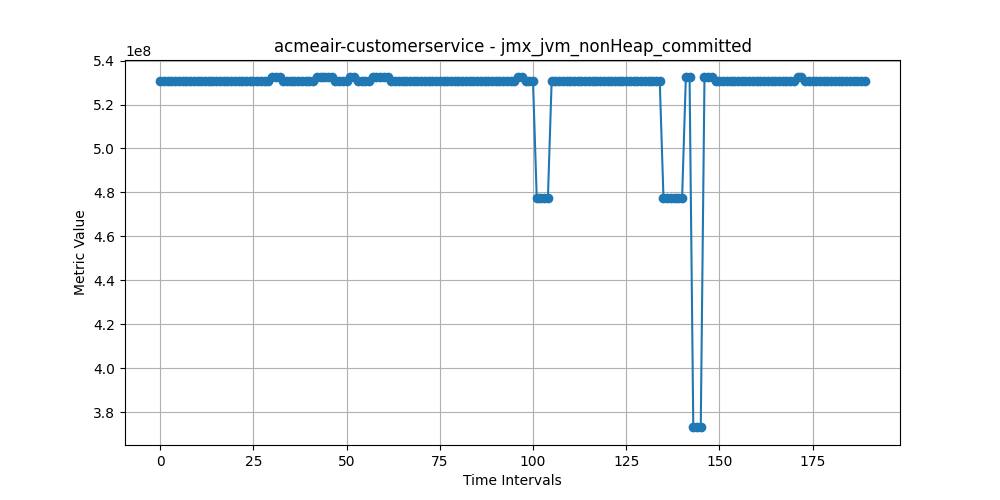 acmeair-customerservice - jmx_jvm_nonHeap_committed
1e8
5.4
5.2
5.0
4.8
4.6
4.4
4.2
4.0
3.8
Metric Value
0 25 50 75 100 125 150 175
Time Intervals